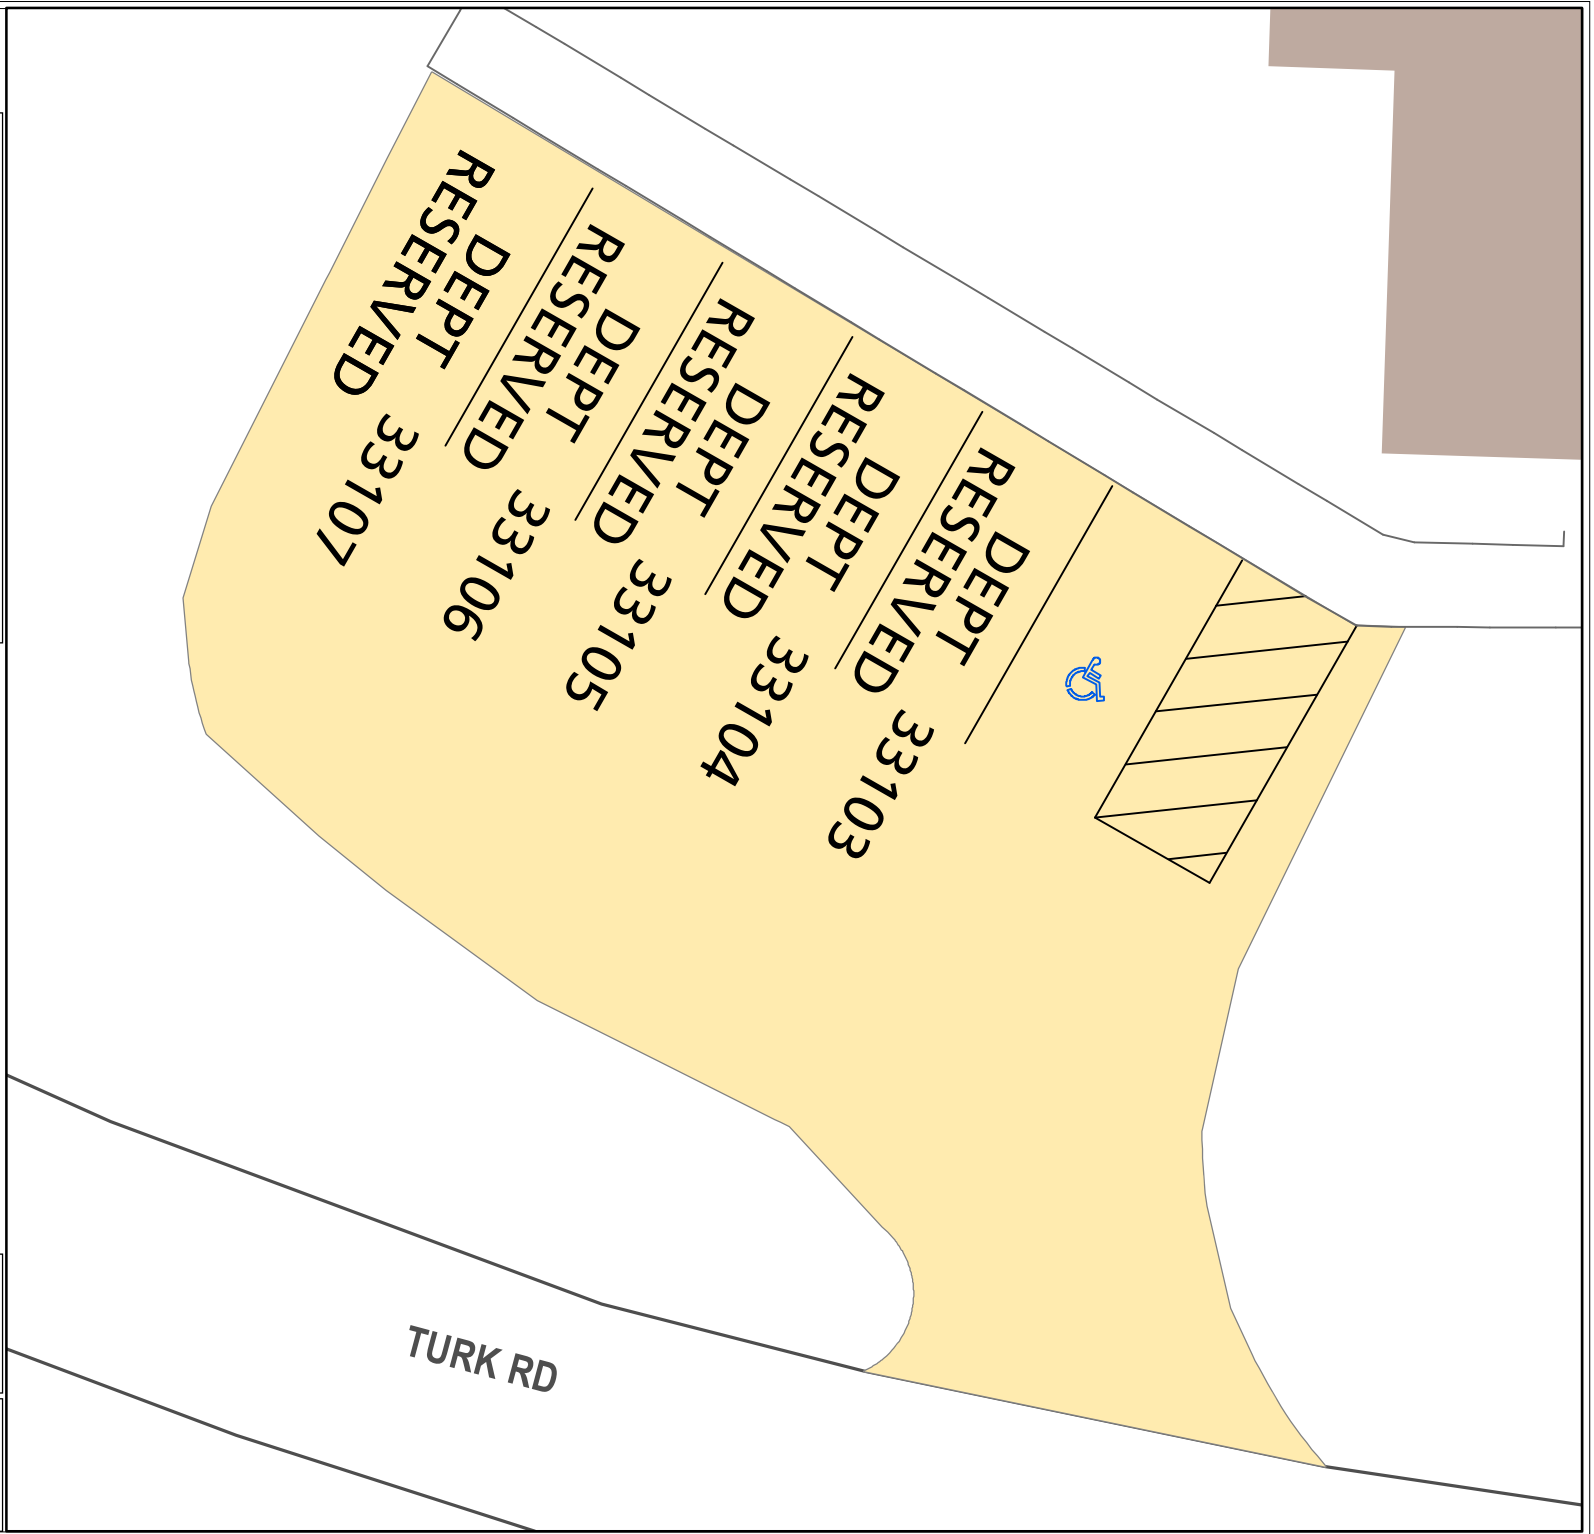 DEPT
RESERVED
33107
DEPT
RESERVED
33106
DEPT
RESERVED
33105
DEPT
RESERVED
33104
DEPT
RESERVED
33103
TURK RD